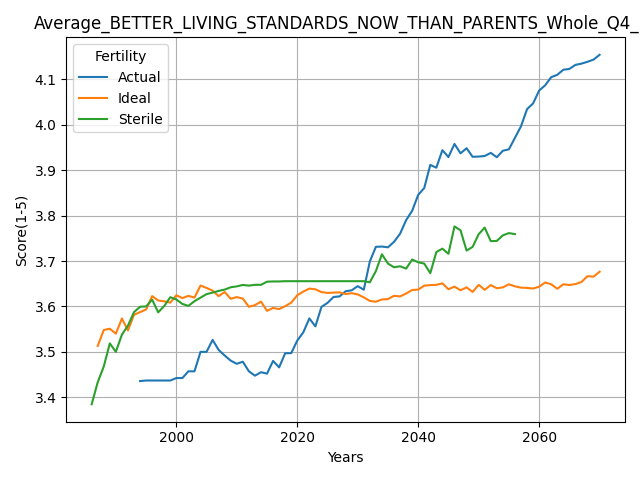 Average_BETTER_LIVING_STANDARDS_NOW_THAN_PARENTS_Whole_Q4_
Fertility
Actual
Ideal
Sterile
Score(1-5)
4.1
4.0
3.9
3.8
3.7
3.6
3.5
3.4
2000 2020 2040 2060
Years